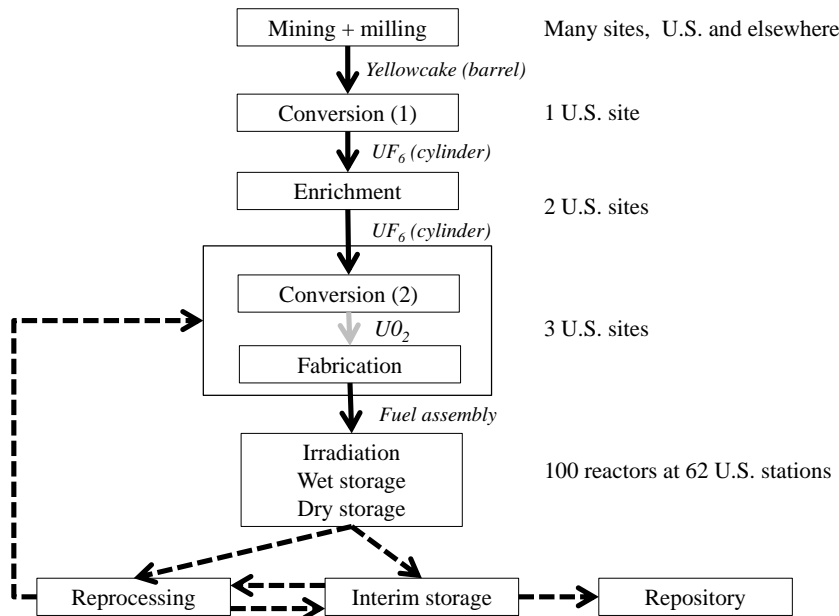 Mining + milling
Many sites, U.S. and elsewhere
Yellowcake (barrel)
Conversion (1)
1 U.S. site
UF₆ (cylinder)
Enrichment
2 U.S. sites
UF₆ (cylinder)
Conversion (2)
U0₂
3 U.S. sites
Fabrication
Fuel assembly
Irradiation
Wet storage
100 reactors at 62 U.S. stations
Dry storage
Reprocessing
Interim storage
Repository